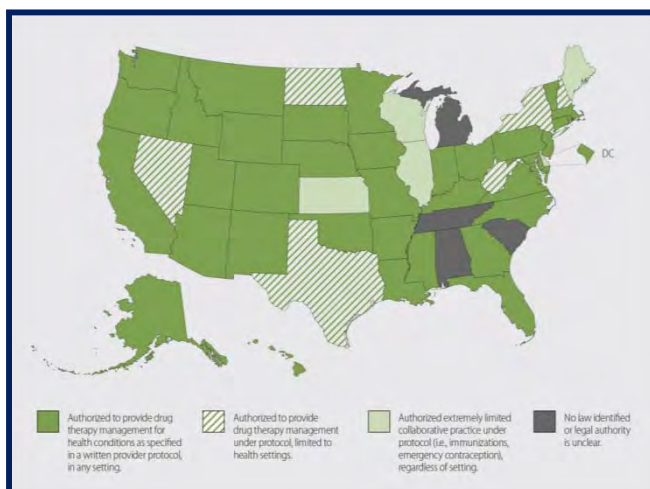 DC
Authorized to provide drug
therapy management for
health conditions as specified
in a written provider protocol,
in any setting.
Authorized to provide
drug therapy management
under protocol, limited to
health settings.
Authorized extremely limited
collaborative practice under
protocol (i.e., immunizations,
emergency contraception),
regardless of setting.
No law identified
or legal authority
is unclear.